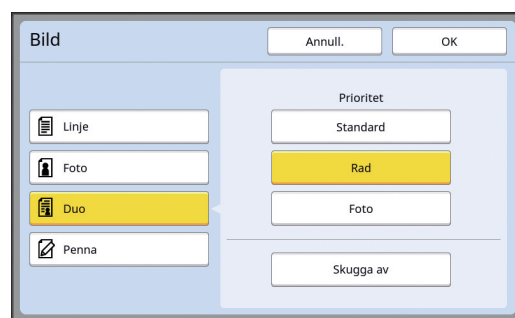 Bild
Annull.
OK
Linje
Foto
Duo
Penna
Prioritet
Standard
Rad
Foto
Skugga av